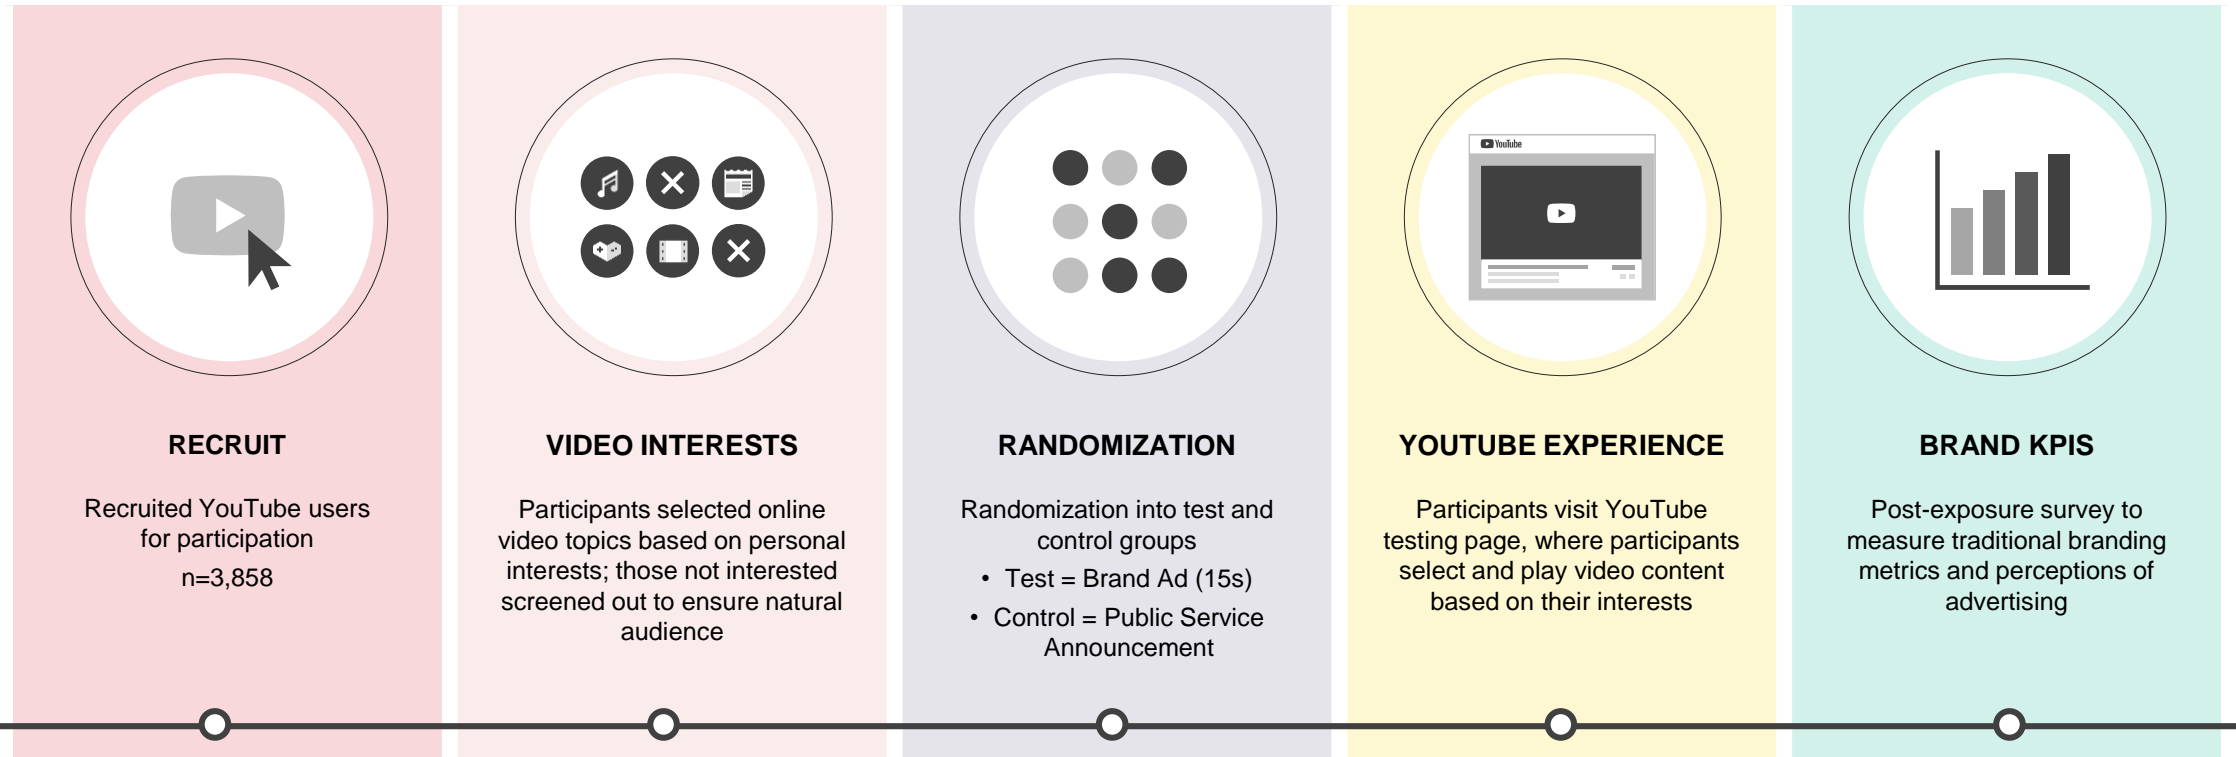 YouTube
RECRUIT
Recruited YouTube users
for participation
n=3,858
VIDEO INTERESTS
Participants selected online
video topics based on personal
interests; those not interested
screened out to ensure natural
audience
RANDOMIZATION
Randomization into test and
control groups
• Test = Brand Ad (15s)
• Control = Public Service
Announcement
YOUTUBE EXPERIENCE
Participants visit YouTube
testing page, where participants
select and play video content
based on their interests
BRAND KPIS
Post-exposure survey to
measure traditional branding
metrics and perceptions of
advertising